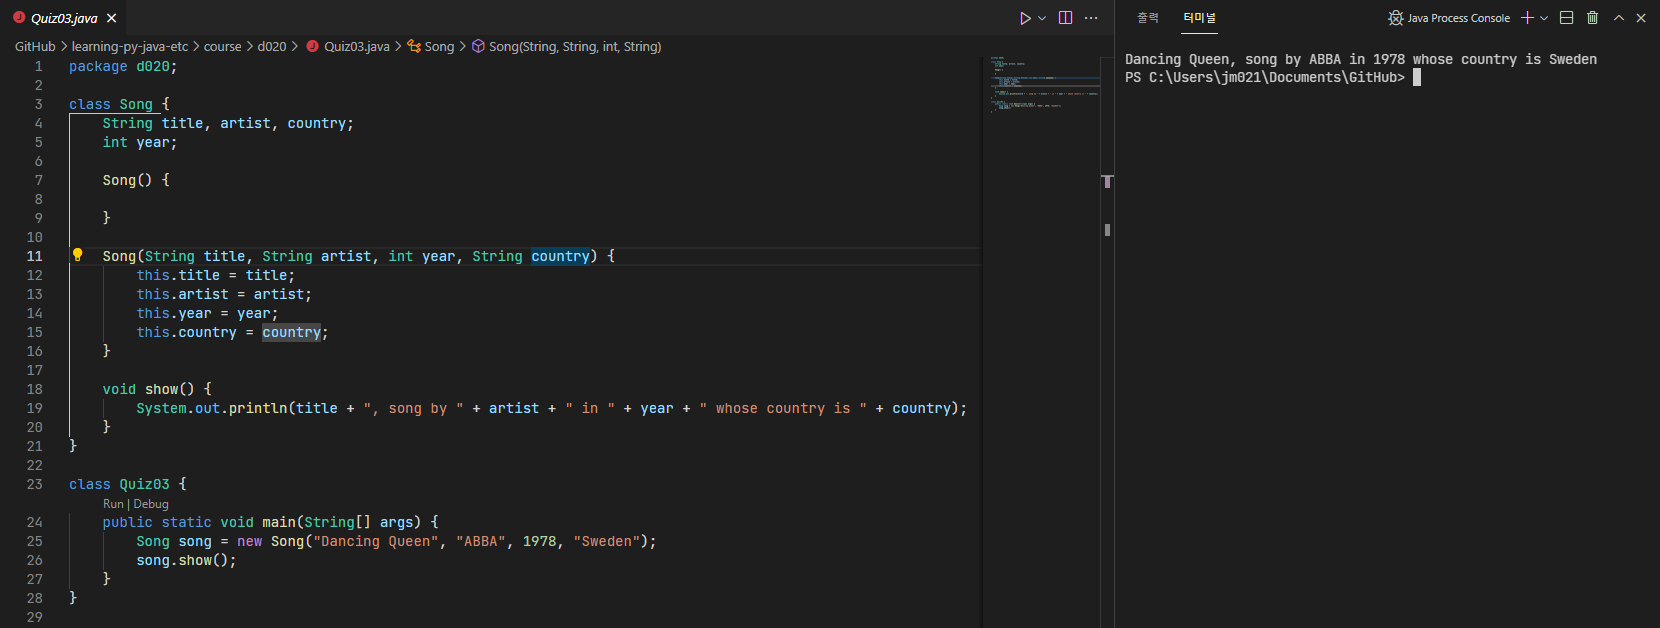 Quiz03.java
GitHub > learning-py-java-etc > course > d020 > Quiz03.java > Song > Song(String, String, int, String)
1 package d020;
2
3 class Song {
4 String title, artist, country;
5 int year;
6
7 Song() {
8
9 }
10
11 Song(String title, String artist, int year, String country) {
12 this.title = title;
13 this.artist = artist;
14 this.year = year;
15 this.country = country;
16 }
17
18 void show() {
19 System.out.println(title + ", song by " + artist + " in " + year + " whose country is " + country);
20 }
21 }
22
23 class Quiz03 {
Run | Debug
24 public static void main(String[] args) {
25 Song song = new Song("Dancing Queen", "ABBA", 1978, "Sweden");
26 song.show();
27 }
28 }
29
출력 터미널 Java Process Console
Dancing Queen, song by ABBA in 1978 whose country is Sweden
PS C:\Users\jm021\Documents\GitHub>